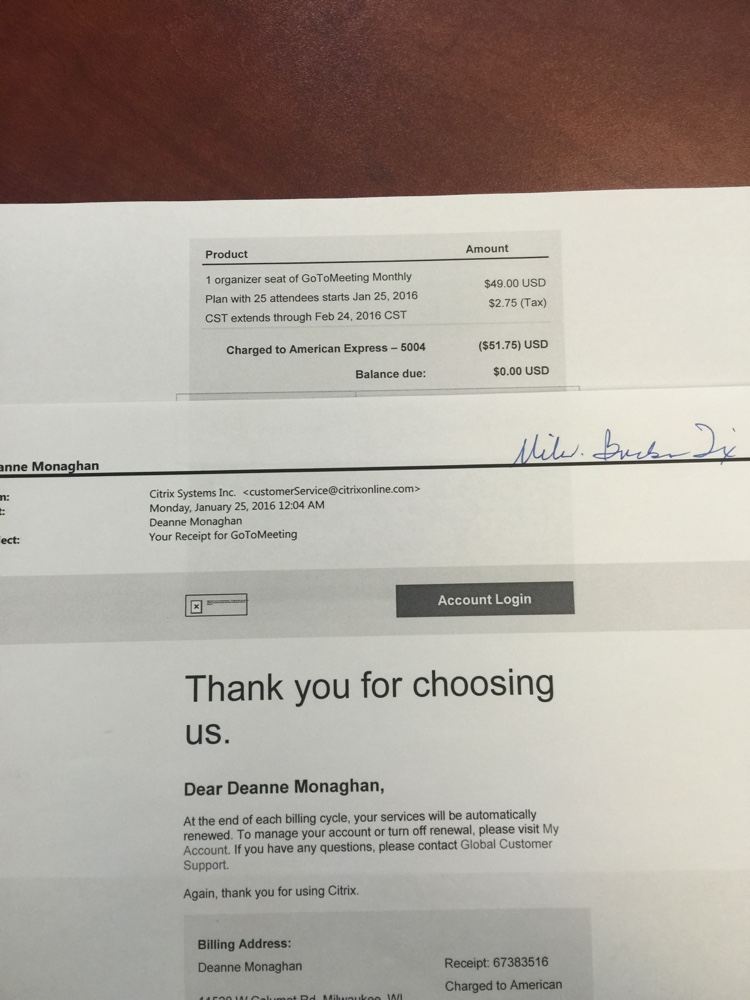 Product Amount
1 organizer seat of GoToMeeting Monthly $49.00 USD
Plan with 25 attendees starts Jan 25, 2016 $2.75 (Tax)
CST extends through Feb 24, 2016 CST
Charged to American Express – 5004 ($51.75) USD
Balance due: $0.00 USD
anne Monaghan
m: Citrix Systems Inc. <customerService@citrixonline.com>
t: Monday, January 25, 2016 12:04 AM
Deanne Monaghan
ect: Your Receipt for GoToMeeting
Account Login
Thank you for choosing
us.
Dear Deanne Monaghan,
At the end of each billing cycle, your services will be automatically
renewed. To manage your account or turn off renewal, please visit My
Account. If you have any questions, please contact Global Customer
Support.
Again, thank you for using Citrix.
Billing Address:
Deanne Monaghan Receipt: 67383516
Charged to American
W Calumet Rd, Milwaukee, WI